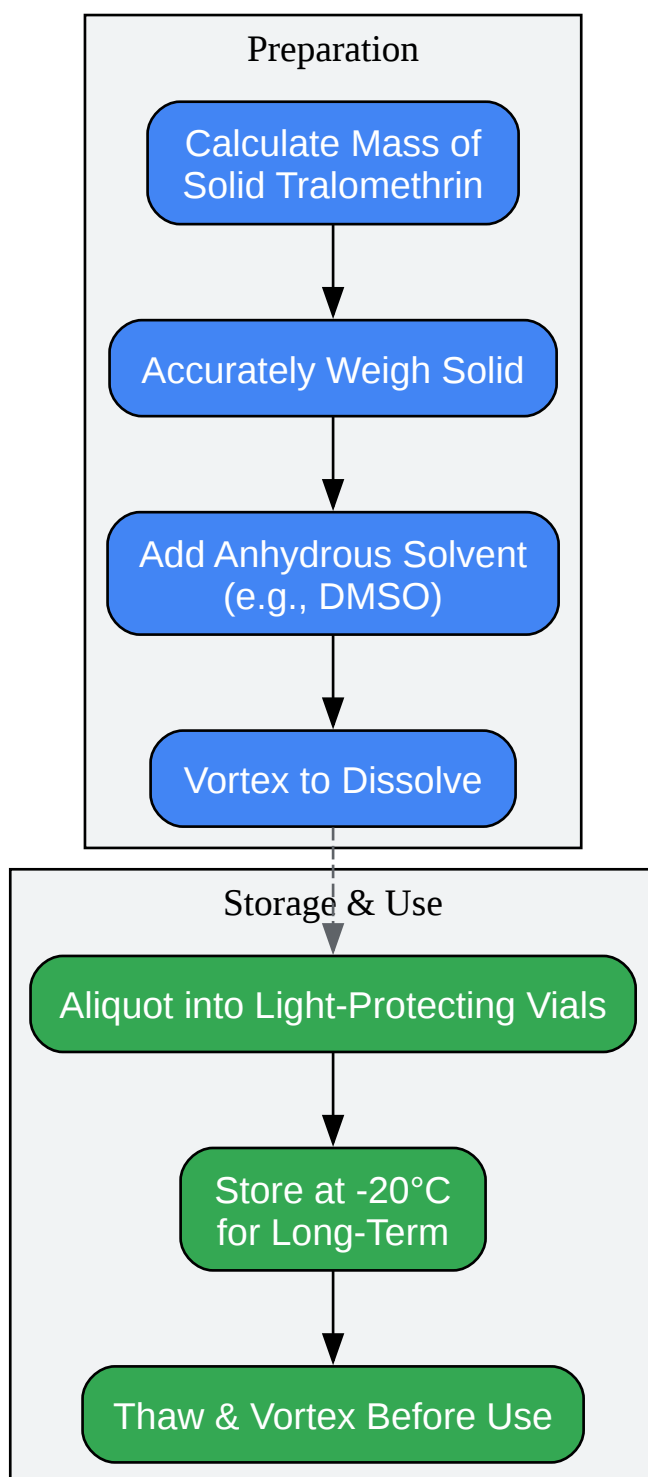 Preparation
Calculate Mass of
Solid Tralomethrin
Accurately Weigh Solid
Add Anhydrous Solvent
(e.g., DMSO)
Vortex to Dissolve
Storage & Use
Aliquot into Light-Protecting Vials
Store at -20°C
for Long-Term
Thaw & Vortex Before Use